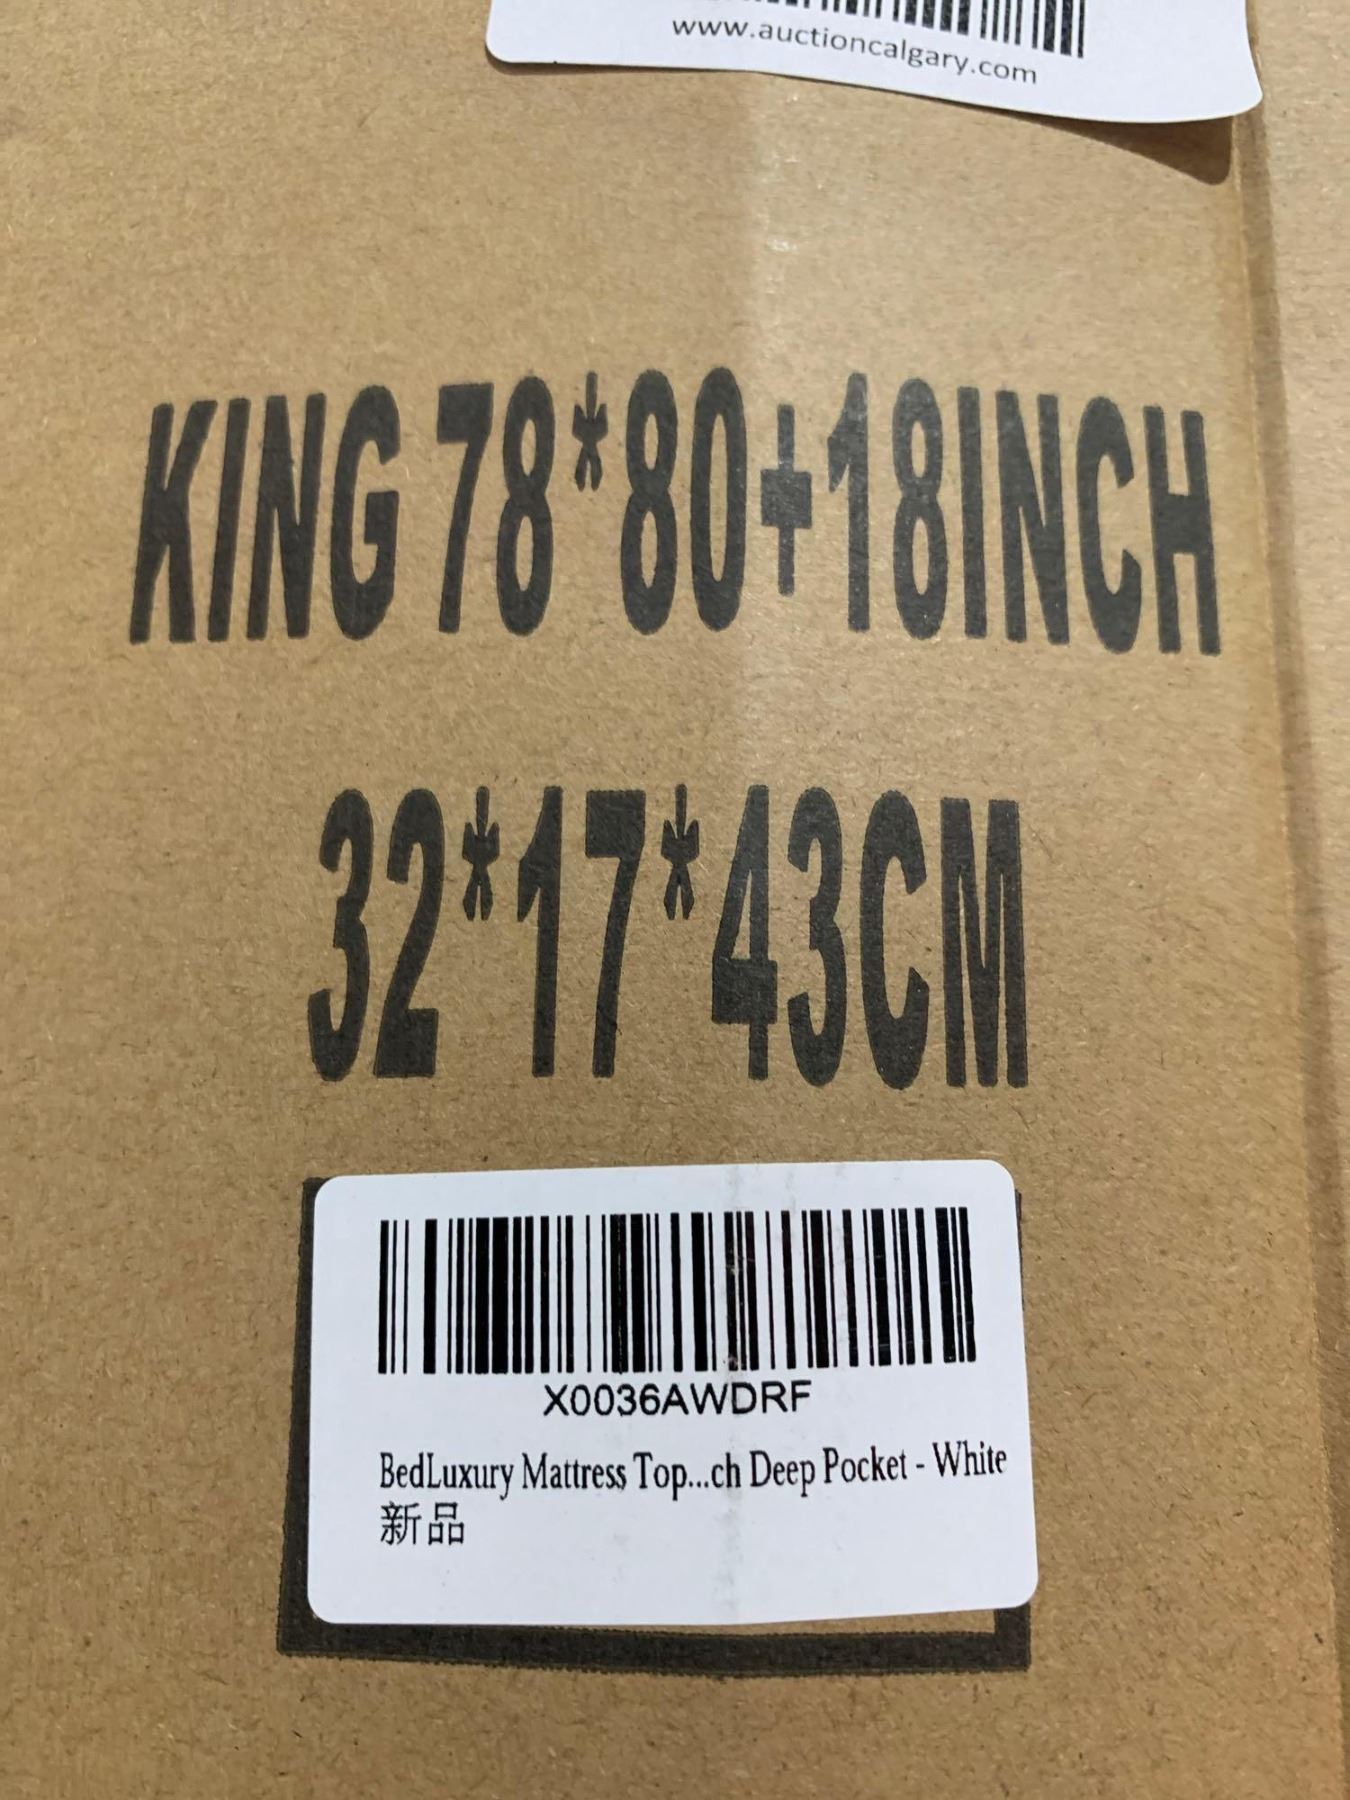 www.auctioncalgary.com
KING 78*80+18INCH
32*17*43CM
X0036AWDRF
BedLuxury Mattress Top...ch Deep Pocket - White
新品